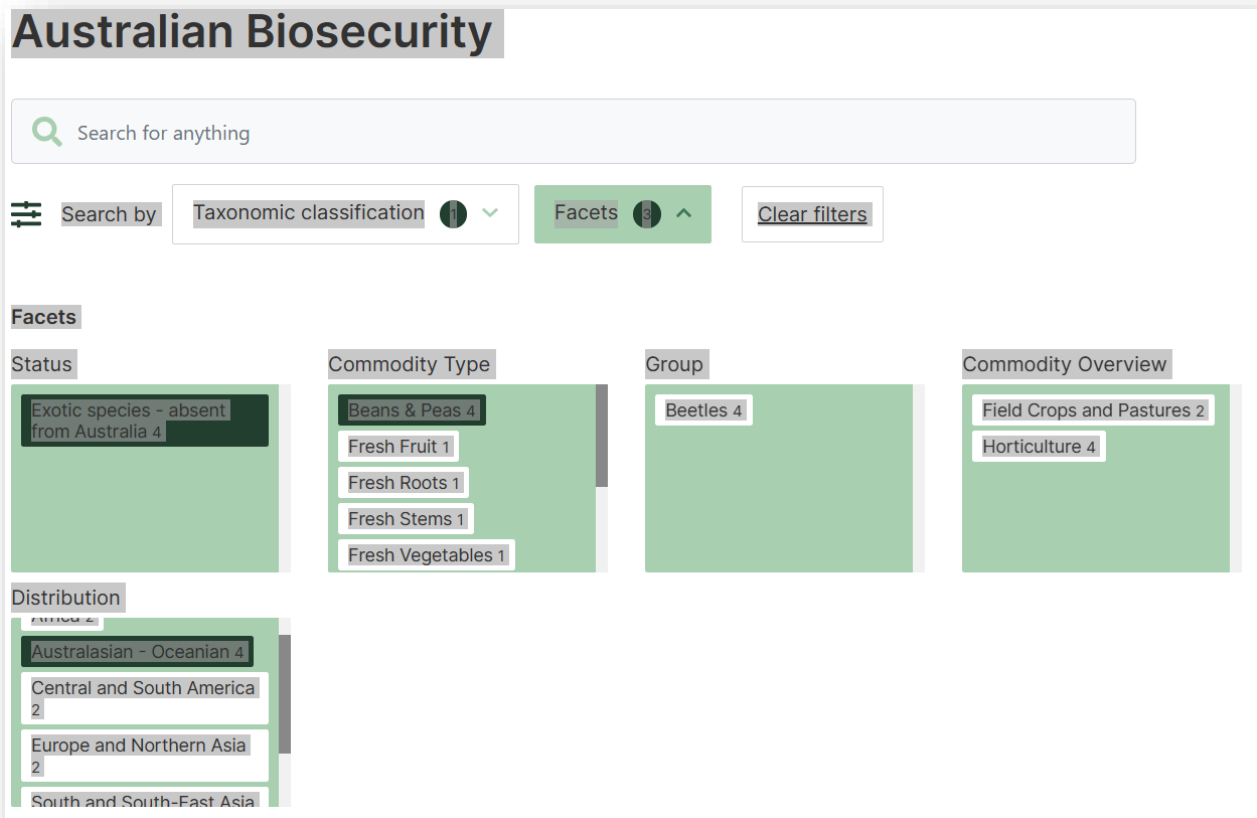 Australian Biosecurity
Search for anything
Search by
Taxonomic classification 1
Facets 3
Clear filters
Facets
Status
Exotic species - absent
from Australia 4
Commodity Type
Beans & Peas 4
Fresh Fruit 1
Fresh Roots 1
Fresh Stems 1
Fresh Vegetables 1
Group
Beetles 4
Commodity Overview
Field Crops and Pastures 2
Horticulture 4
Distribution
Africa 2
Australasian - Oceanian 4
Central and South America
2
Europe and Northern Asia
2
South and South-East Asia